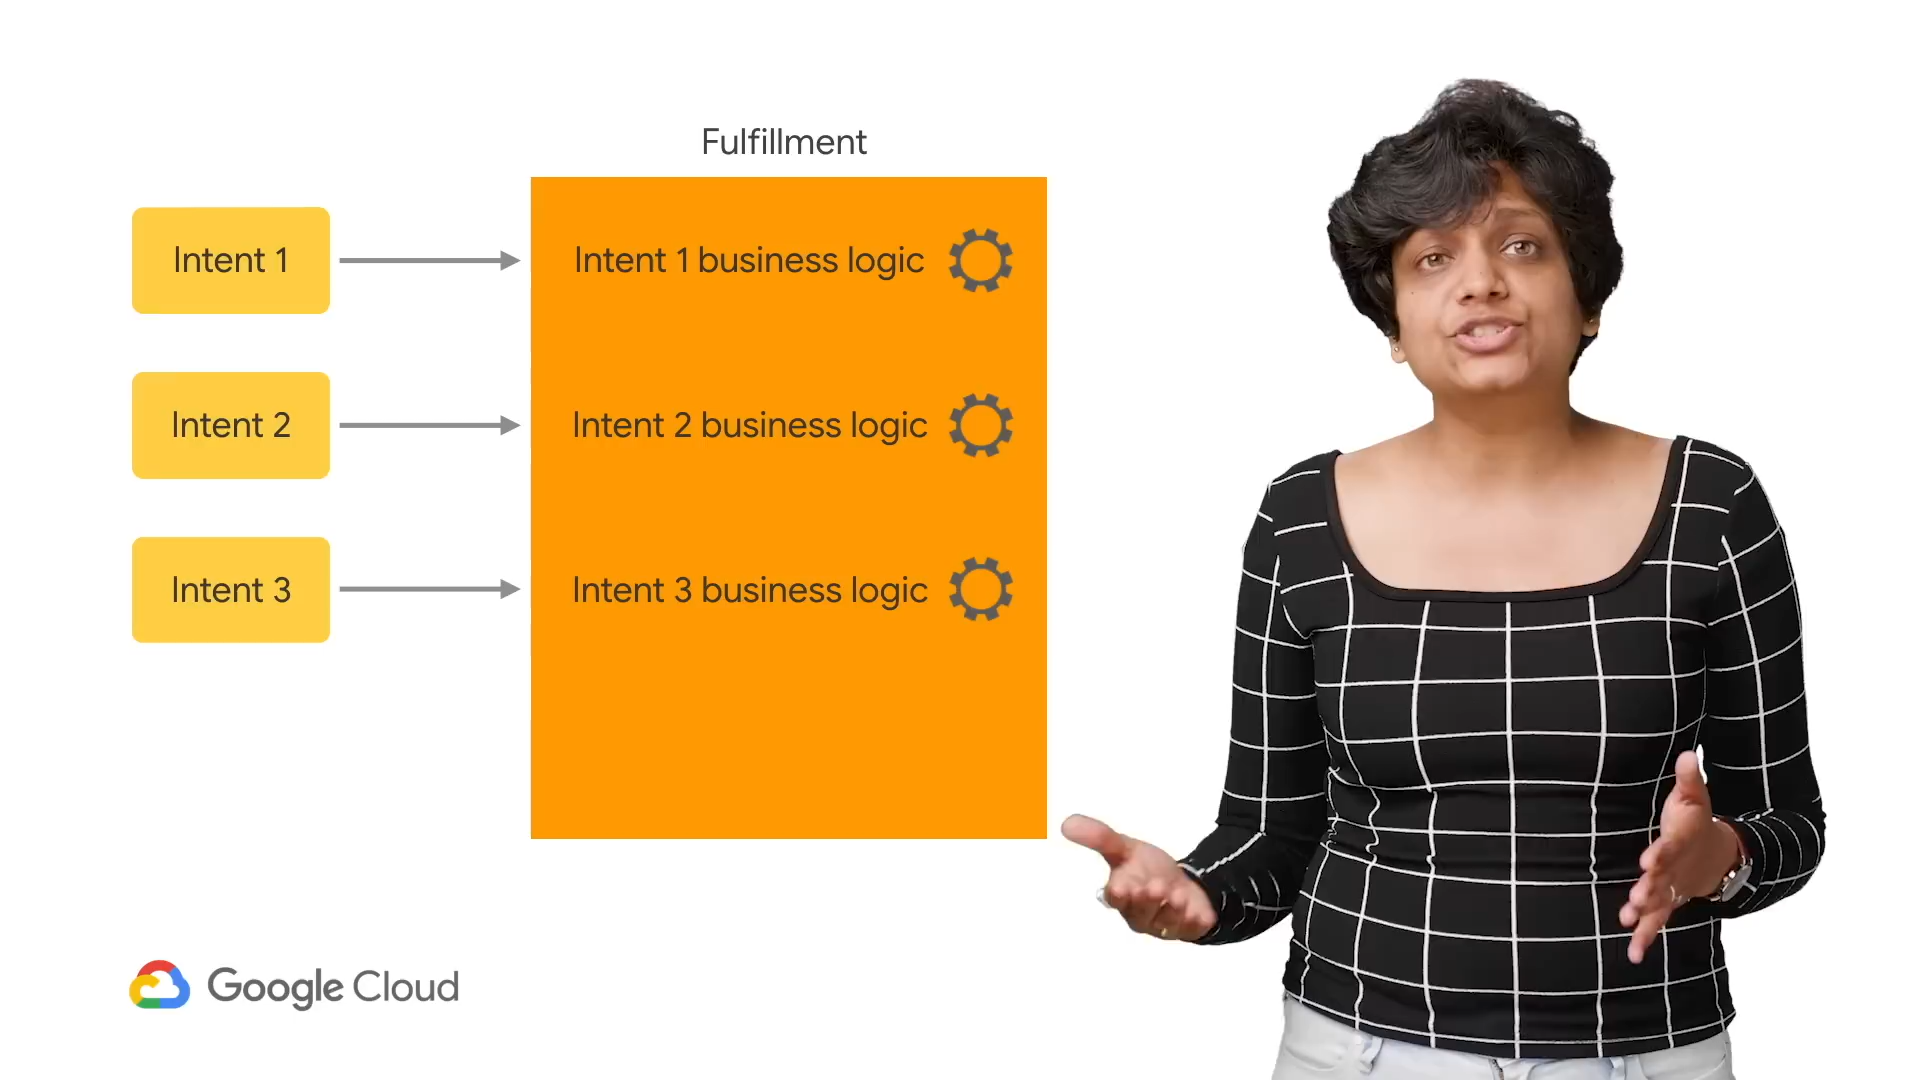 Fulfillment
Intent 1
Intent 1 business logic
Intent 2
Intent 2 business logic
Intent 3
Intent 3 business logic
Google Cloud